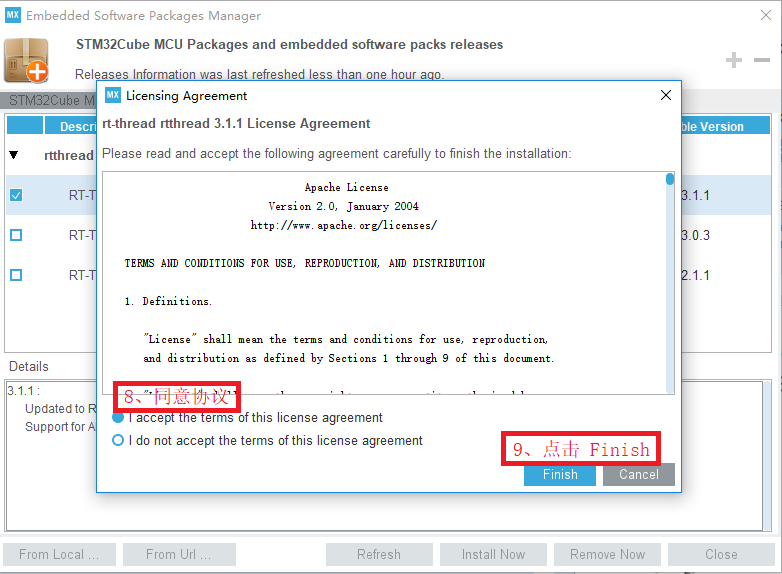 MX Embedded Software Packages Manager
STM32Cube MCU Packages and embedded software packs releases
Releases Information was last refreshed less than one hour ago.
STM32Cube M
Descri
ble Version
rtthread
RT-T
3.1.1
RT-T
3.0.3
RT-T
2.1.1
Details
3.1.1 :
Updated to R
Support for A
MX Licensing Agreement
rt-thread rtthread 3.1.1 License Agreement
Please read and accept the following agreement carefully to finish the installation:
Apache License
Version 2.0, January 2004
http://www.apache.org/licenses/
TERMS AND CONDITIONS FOR USE, REPRODUCTION, AND DISTRIBUTION
1. Definitions.
"License" shall mean the terms and conditions for use, reproduction,
and distribution as defined by Sections 1 through 9 of this document.
8、同意协议
I accept the terms of this license agreement
I do not accept the terms of this license agreement
9、点击 Finish
Finish
Cancel
From Local ...
From Url ...
Refresh
Install Now
Remove Now
Close